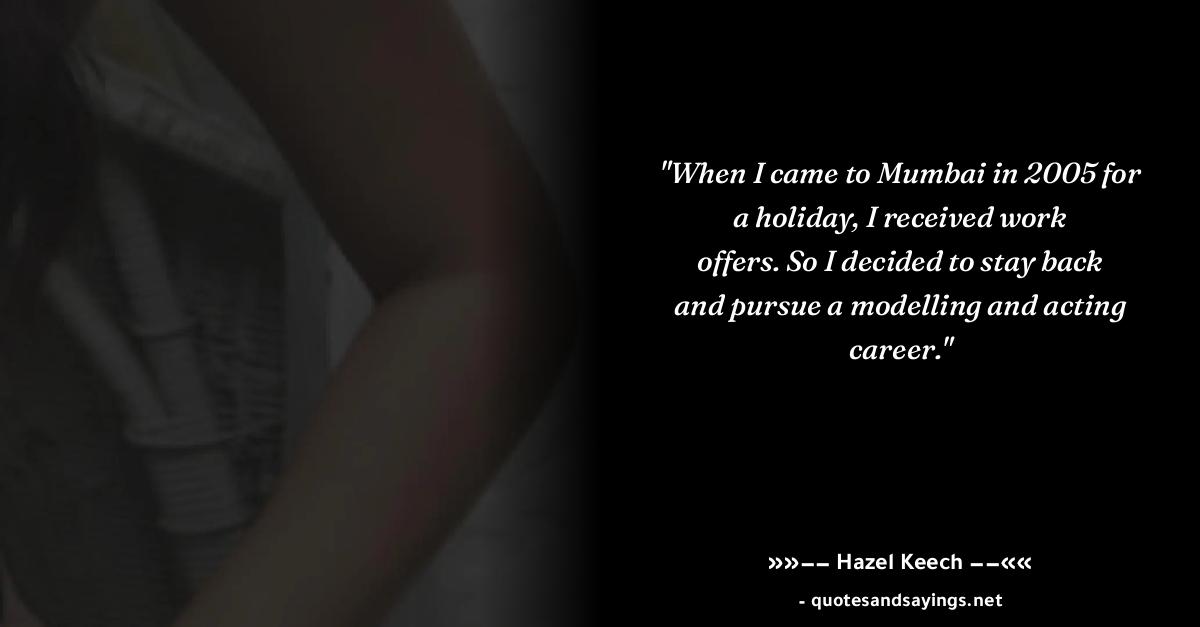 "When I came to Mumbai in 2005 for
a holiday, I received work
offers. So I decided to stay back
and pursue a modelling and acting
career."
»»–– Hazel Keech ––««
- quotesandsayings.net